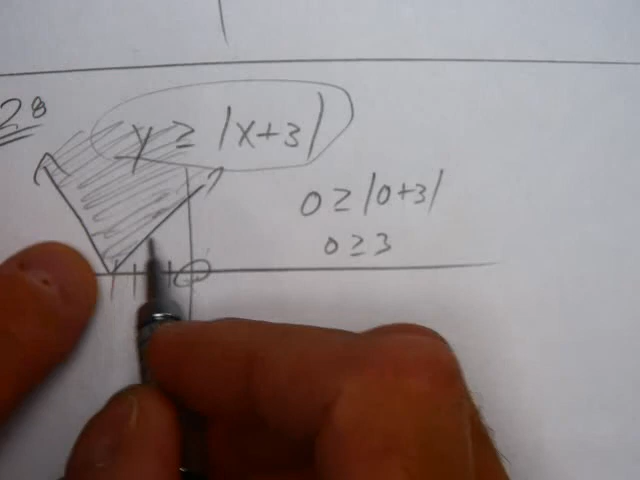 28
y ≥ |x+3|
0 ≥ |0+3|
0 ≥ 3